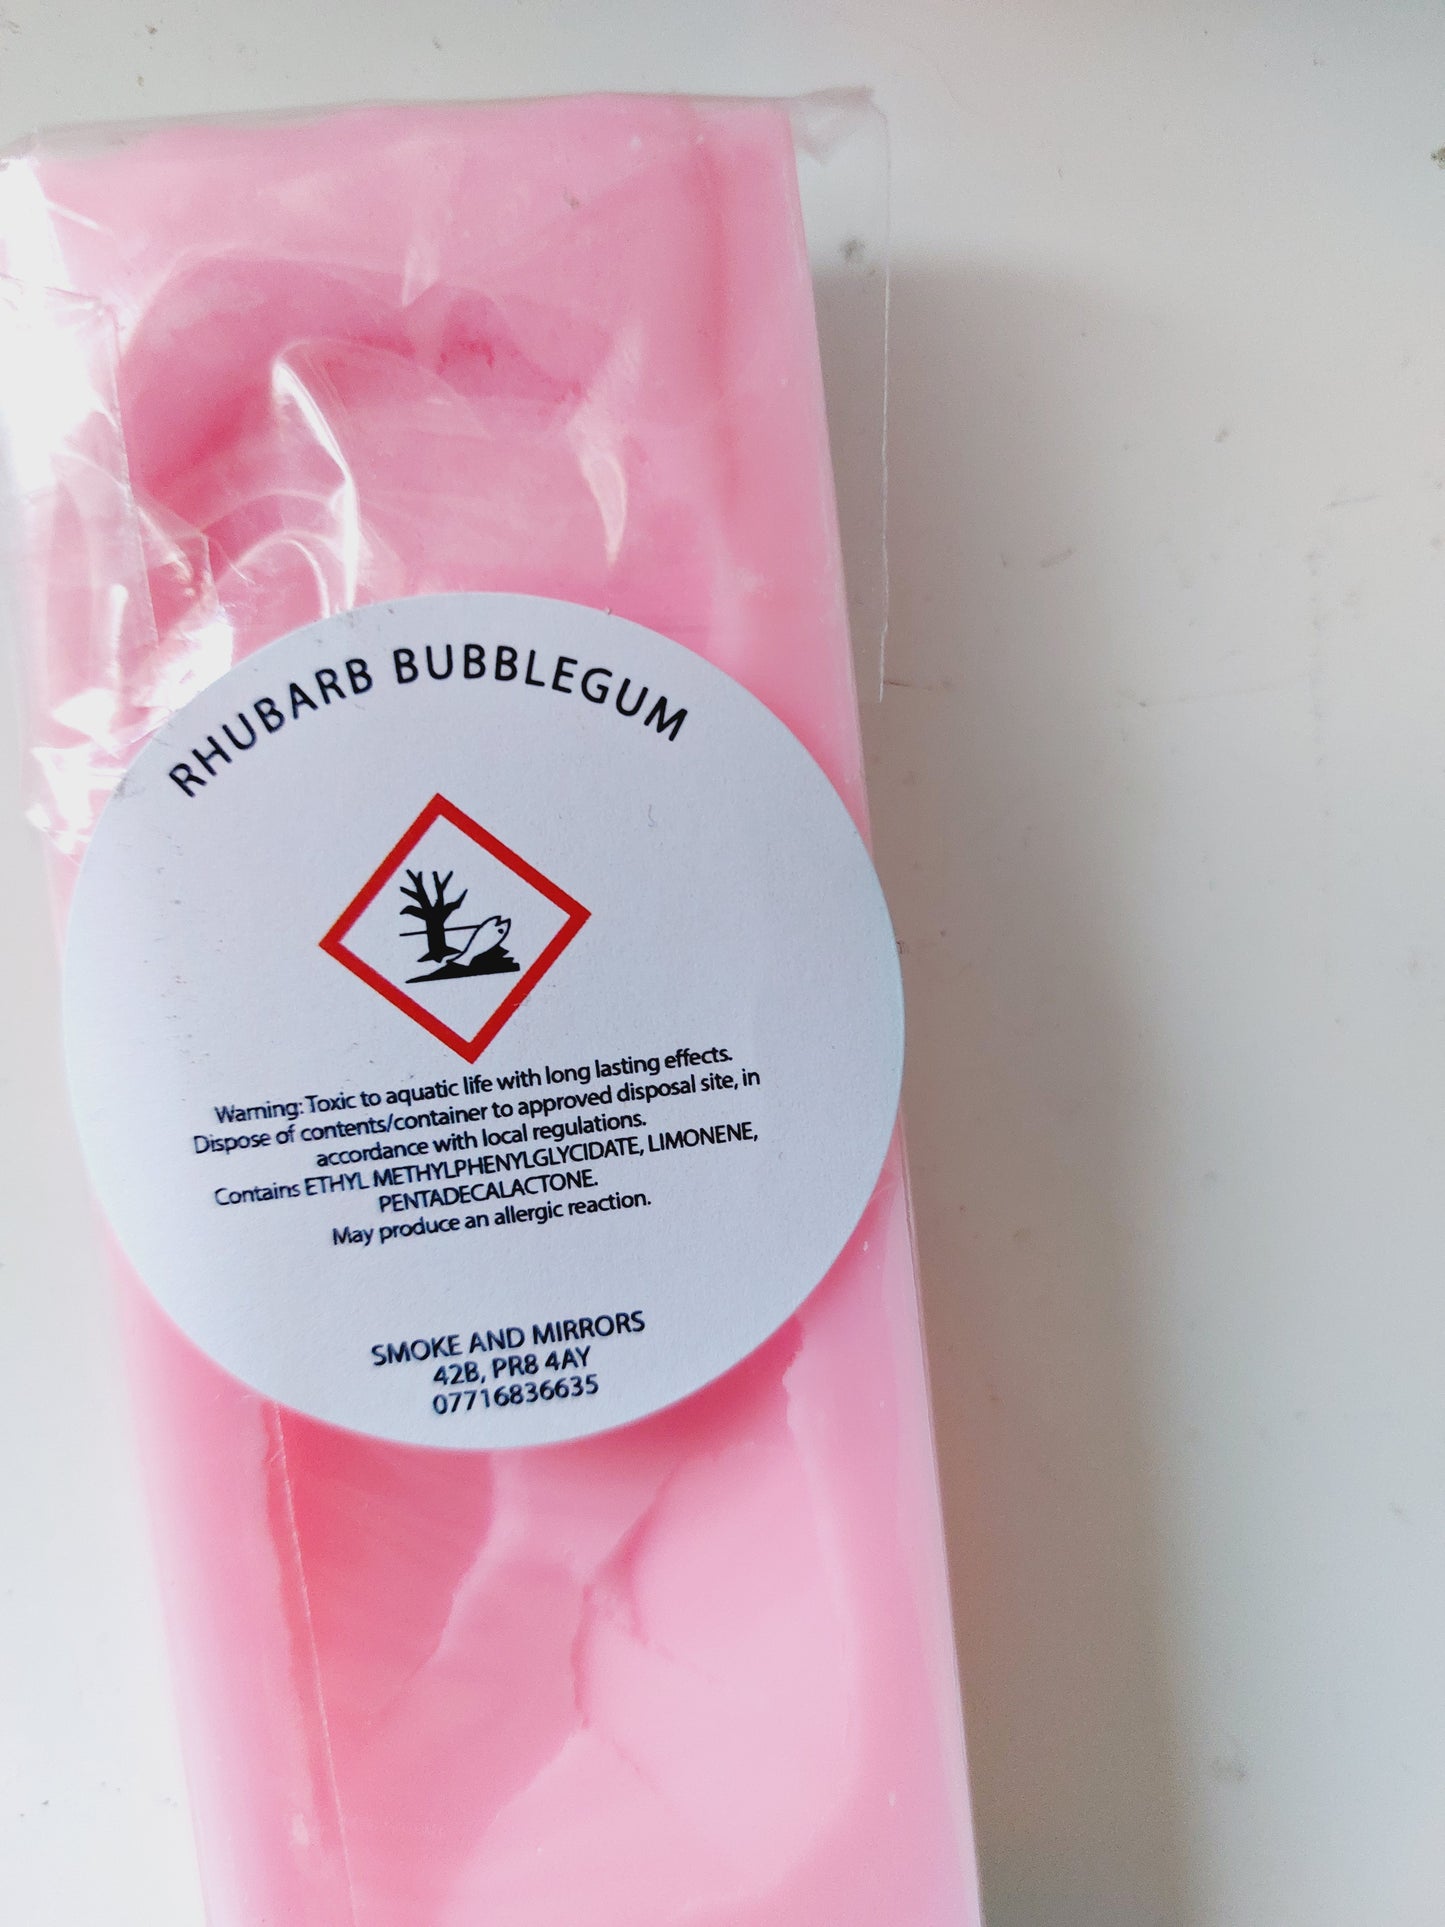 RHUBARB BUBBLEGUM
Warning: Toxic to aquatic life with long lasting effects.
Dispose of contents/container to approved disposal site, in
accordance with local regulations.
Contains ETHYL METHYLPHENYLGLYCIDATE, LIMONENE,
PENTADECALACTONE.
May produce an allergic reaction.
SMOKE AND MIRRORS
42B, PR8 4AY
07716836635